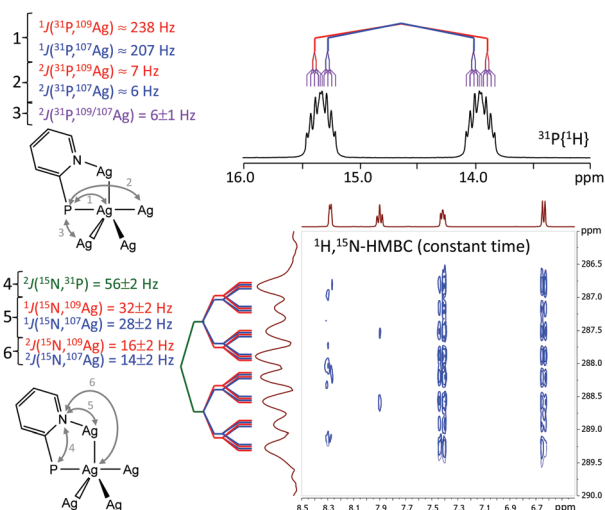 1
¹J(³¹P,¹⁰⁹Ag) ≈ 238 Hz
¹J(³¹P,¹⁰⁷Ag) ≈ 207 Hz
2
²J(³¹P,¹⁰⁹Ag) ≈ 7 Hz
²J(³¹P,¹⁰⁷Ag) ≈ 6 Hz
3
²J(³¹P,¹⁰⁹/¹⁰⁷Ag) = 6±1 Hz
N
Ag
2
1
P
Ag
Ag
3
Ag
Ag
³¹P{¹H}
16.0
15.0
14.0
ppm
4
²J(¹⁵N,³¹P) = 56±2 Hz
5
¹J(¹⁵N,¹⁰⁹Ag) = 32±2 Hz
¹J(¹⁵N,¹⁰⁷Ag) = 28±2 Hz
6
²J(¹⁵N,¹⁰⁹Ag) = 16±2 Hz
²J(¹⁵N,¹⁰⁷Ag) = 14±2 Hz
6
5
N
Ag
4
P
Ag
Ag
Ag
Ag
¹H,¹⁵N-HMBC (constant time)
ppm
286.5
287.0
287.5
288.0
288.5
289.0
289.5
290.0
8.5
8.3
8.1
7.9
7.7
7.5
7.3
7.1
6.9
6.7
ppm